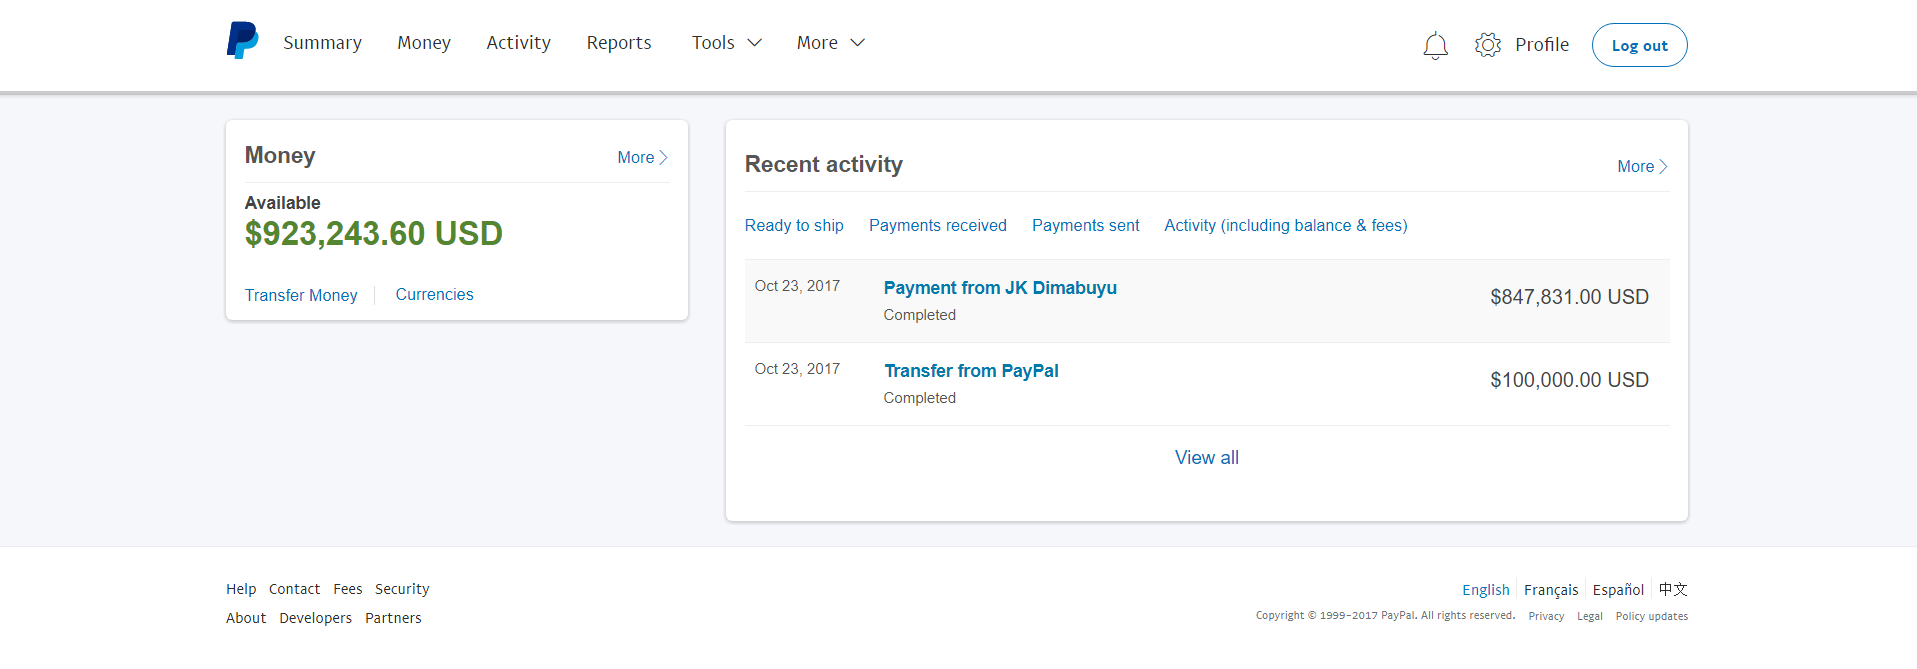 Summary Money Activity Reports Tools More Profile Log out
Money More
Available
$923,243.60 USD
Transfer Money Currencies
Recent activity More
Ready to ship Payments received Payments sent Activity (including balance & fees)
Oct 23, 2017 Payment from JK Dimabuyu $847,831.00 USD
Completed
Oct 23, 2017 Transfer from PayPal $100,000.00 USD
Completed
View all
Help Contact Fees Security
About Developers Partners
English Français Español 中文
Copyright © 1999-2017 PayPal. All rights reserved. Privacy Legal Policy updates